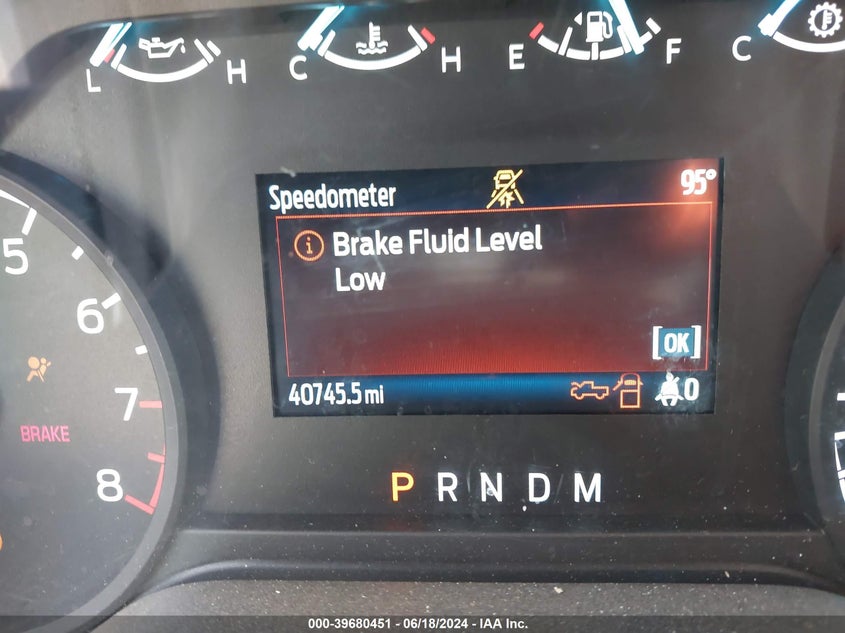 L H C H E F C
Speedometer 95°
Brake Fluid Level
Low
[OK]
40745.5 mi 0
5
6
7
8
BRAKE
P R N D M
000-39680451 - 06/18/2024 - IAA Inc.